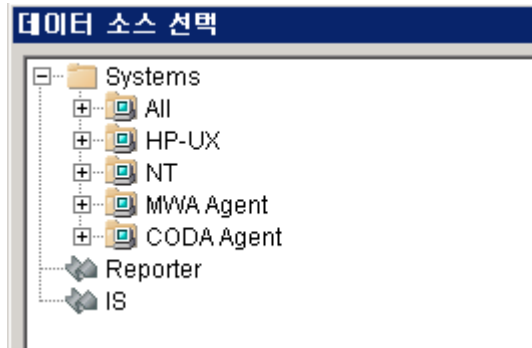 데이터 소스 선택
Systems
All
HP-UX
NT
MWA Agent
CODA Agent
Reporter
IS